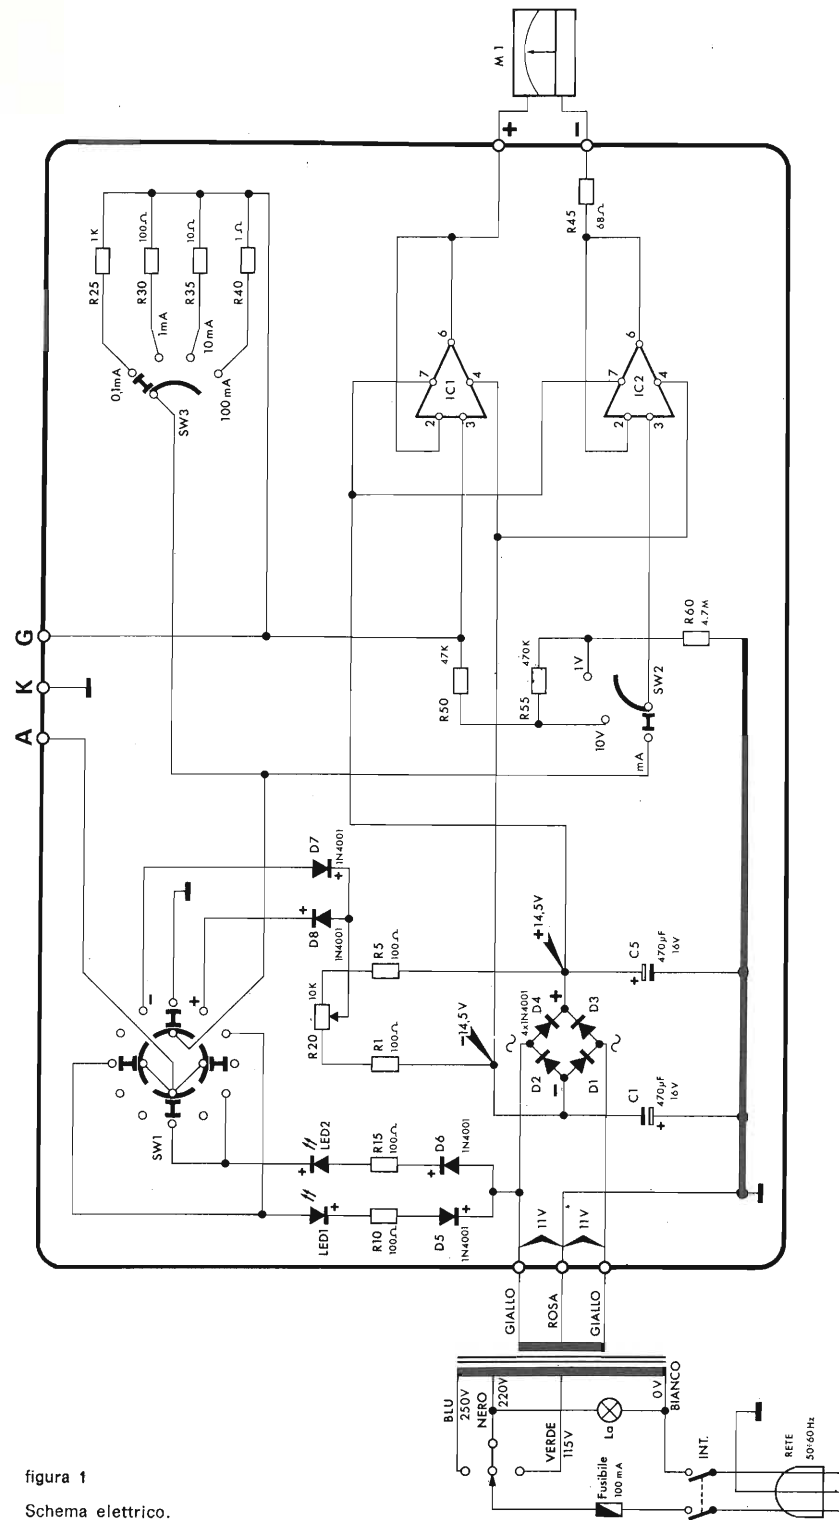 M1
+
–
R45
68Ω
R25
1K
R30
100Ω
R35
10Ω
R40
1Ω
0,1mA
1mA
10mA
100mA
SW3
IC1
2
3
7
4
6
IC2
2
3
7
4
6
G
K
A
47K
R50
470K
R55
R60
4.7M
1V
10V
mA
SW2
D7
1N4001
+
D8
1N4001
+
R5
100Ω
R20
10K
R1
100Ω
+14,5V
–14,5V
C5
470µF
16V
+
C1
470µF
16V
+
4x1N4001
D4
D3
D2
D1
+
–
–
+
SW1
LED2
+
R15
100Ω
D6
1N4001
+
LED1
+
R10
100Ω
D5
1N4001
+
11V
11V
GIALLO
ROSA
GIALLO
BLU
250V
NERO
220V
VERDE
115V
0V
BIANCO
La
Fusibile
100 mA
INT.
RETE
50÷60Hz
figura 1
Schema elettrico.